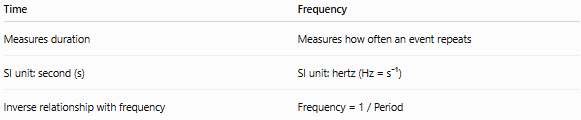 Time Frequency
Measures duration Measures how often an event repeats
SI unit: second (s) SI unit: hertz (Hz = s⁻¹)
Inverse relationship with frequency Frequency = 1 / Period